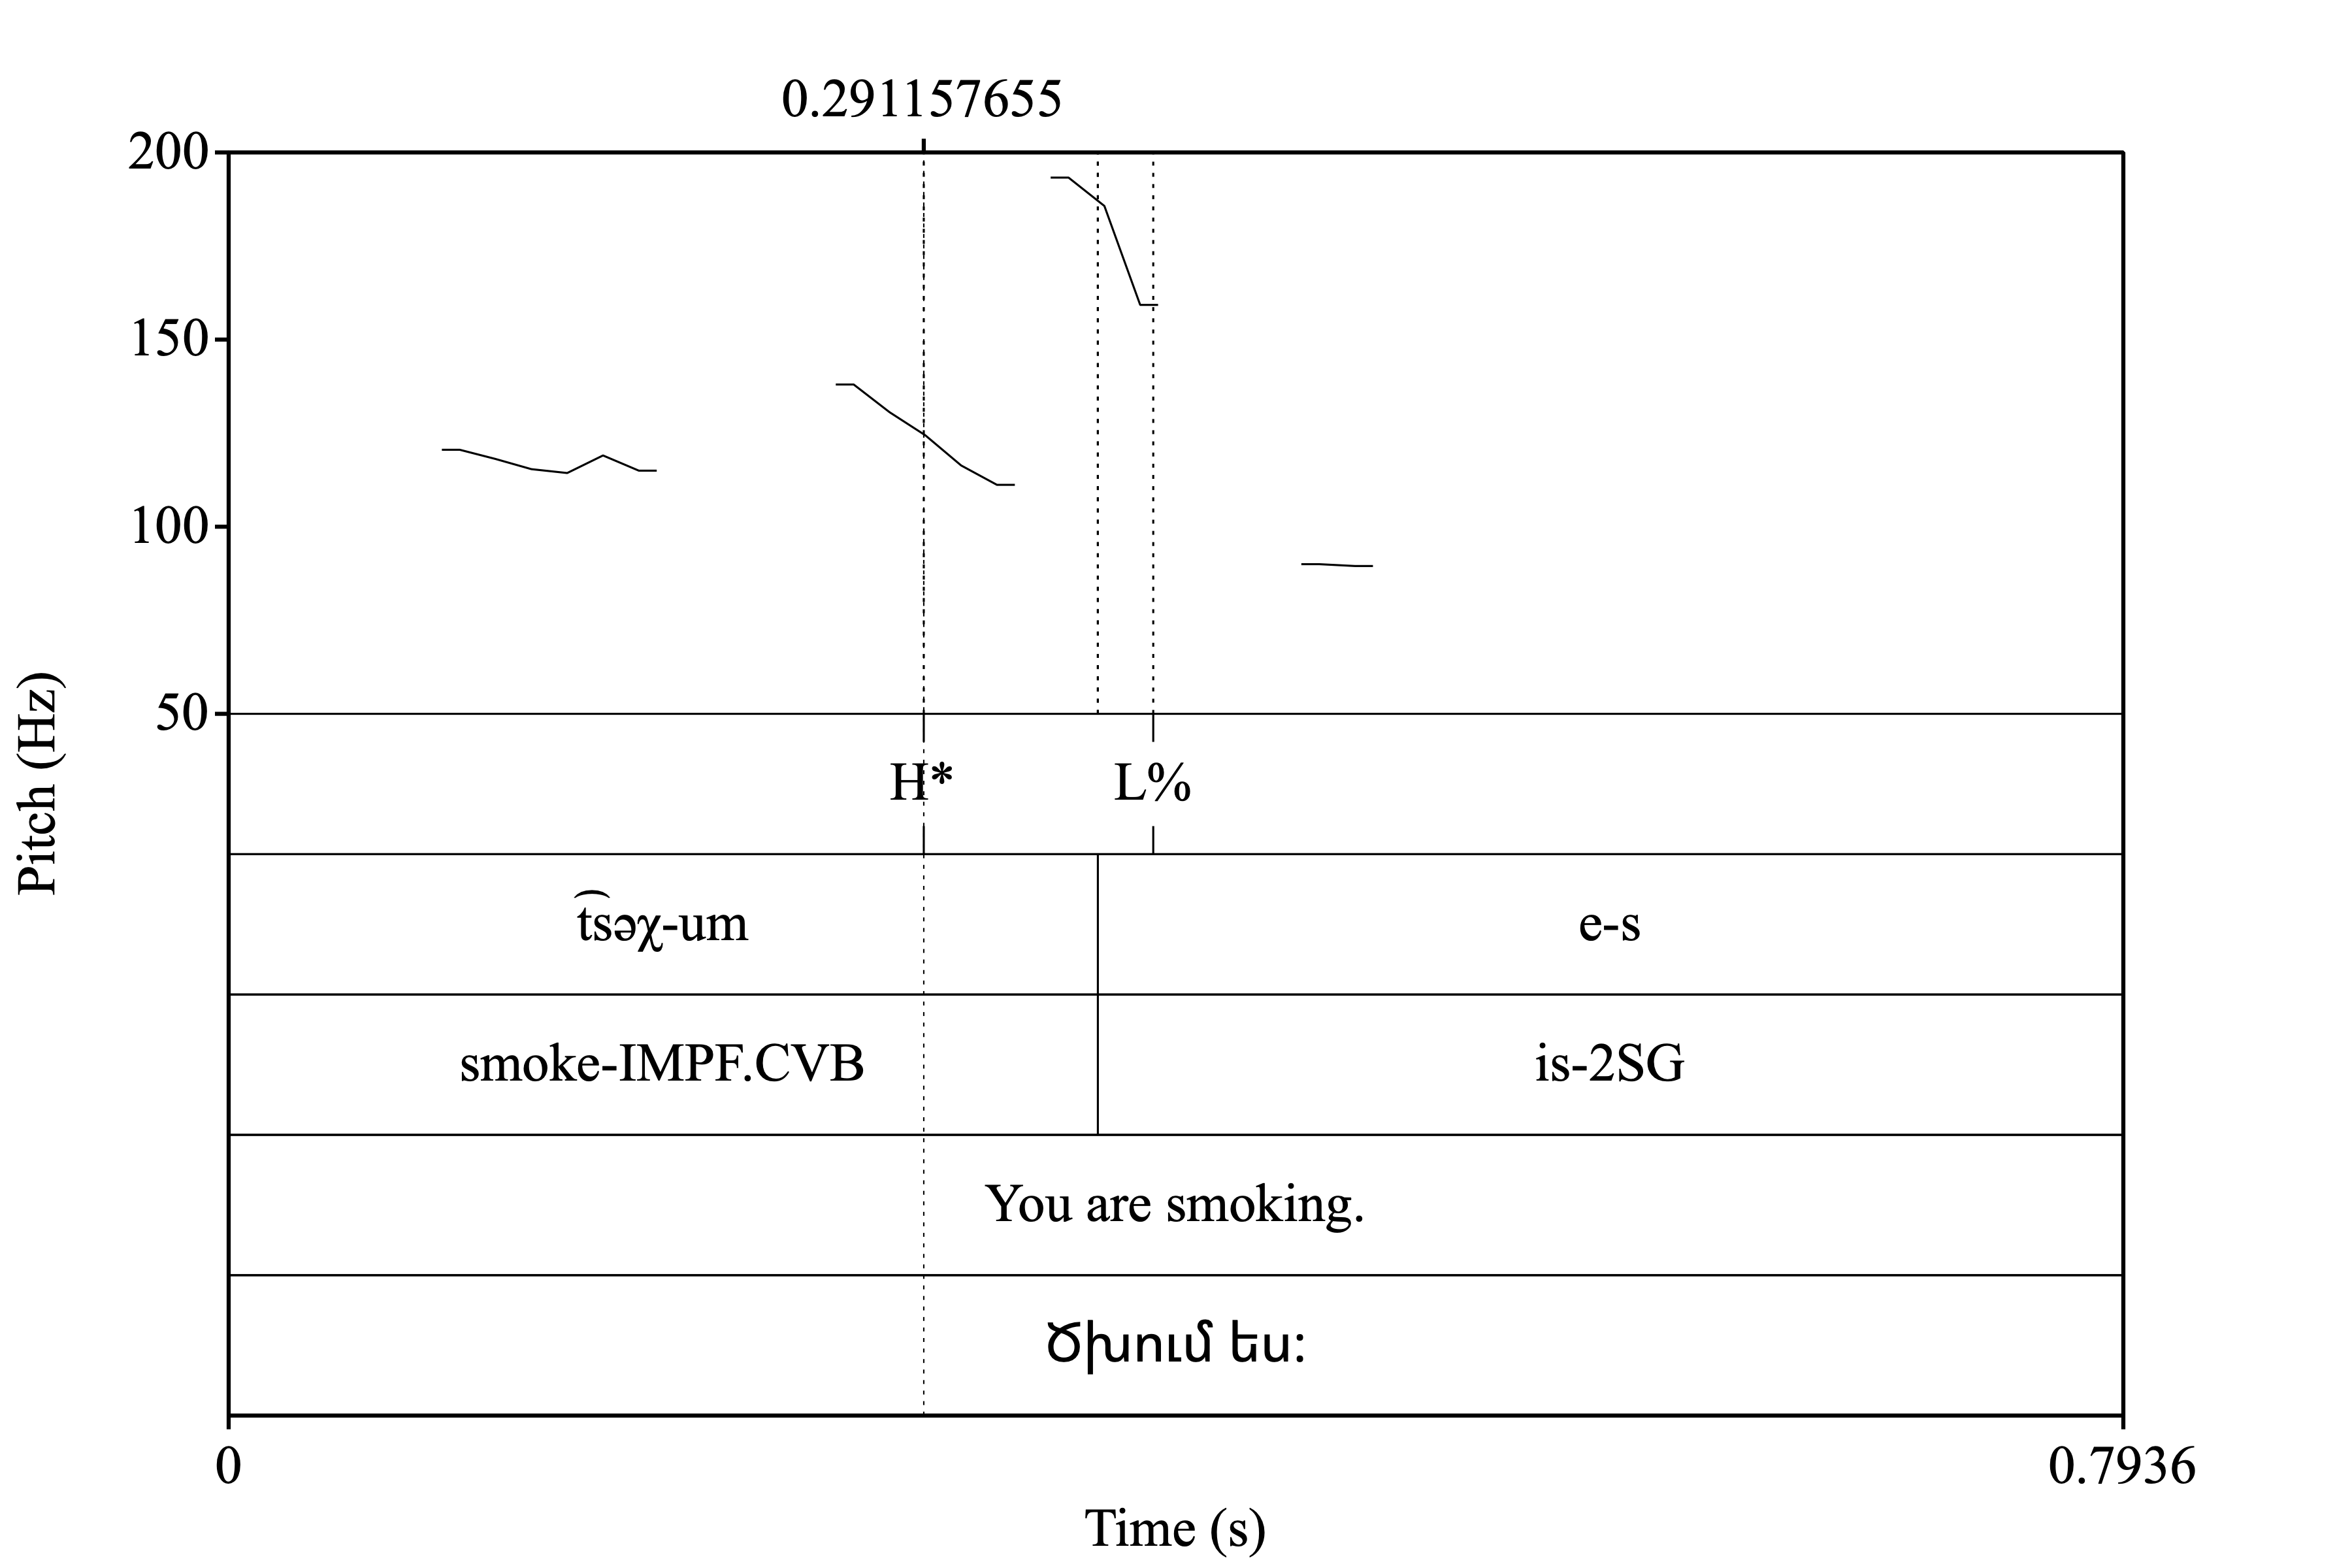 0.291157655
200
150
100
50
Pitch (Hz)
H* L%
t͡səχ-um e-s
smoke-IMPF.CVB is-2SG
You are smoking.
Ծխում ես:
0 0.7936
Time (s)